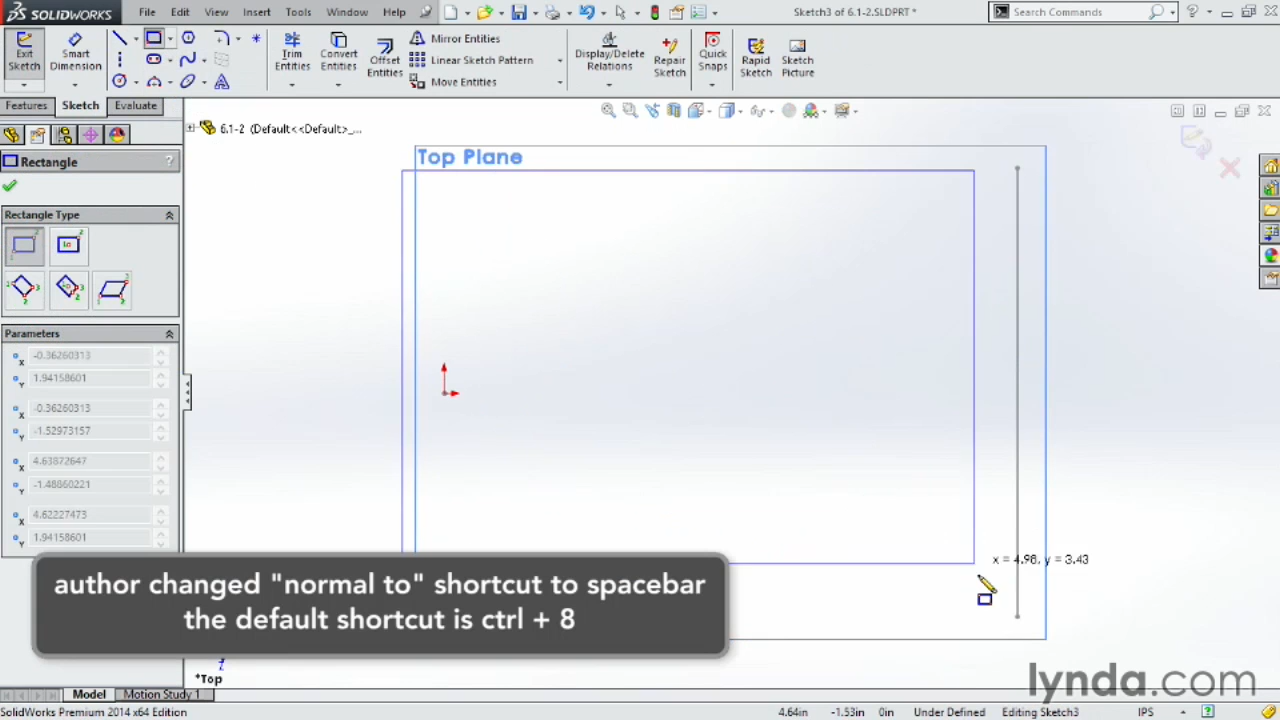 SOLIDWORKS
File Edit View Insert Tools Window Help
Sketch3 of 6.1-2.SLDPRT *
Search Commands
Exit Sketch
Smart Dimension
Trim Entities
Convert Entities
Offset Entities
Mirror Entities
Linear Sketch Pattern
Move Entities
Display/Delete Relations
Repair Sketch
Quick Snaps
Rapid Sketch
Sketch Picture
Features Sketch Evaluate
6.1-2 (Default<<Default>_...
Rectangle
?
Rectangle Type
Parameters
-0.36260313
1.94158601
-0.36260313
-1.52973157
4.63872647
-1.48860221
4.62227473
1.94158601
Top Plane
x = 4.98, y = 3.43
author changed "normal to" shortcut to spacebar
the default shortcut is ctrl + 8
*Top
lynda.com
Model Motion Study 1
SolidWorks Premium 2014 x64 Edition
4.64in -1.53in 0in Under Defined Editing Sketch3 IPS